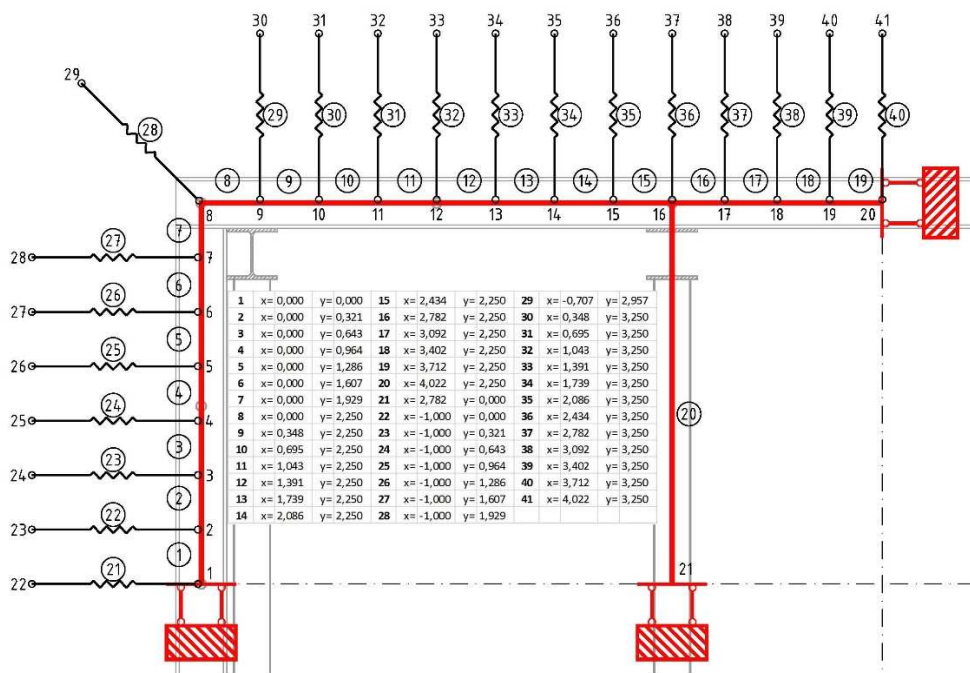 30 31 32 33 34 35 36 37 38 39 40 41
29
28
29 30 31 32 33 34 35 36 37 38 39 40
8 9 10 11 12 13 14 15 16 17 18 19
8 9 10 11 12 13 14 15 16 17 18 19 20
7
27
28 7
26 6
27 6
25 5
26 5
24 4
25 4
20
23 3
24 3
22 2
23 2
21 1
22 1 21
1 x= 0,000 y= 0,000 15 x= 2,434 y= 2,250 29 x= -0,707 y= 2,957
2 x= 0,000 y= 0,321 16 x= 2,782 y= 2,250 30 x= 0,348 y= 3,250
3 x= 0,000 y= 0,643 17 x= 3,092 y= 2,250 31 x= 0,695 y= 3,250
4 x= 0,000 y= 0,964 18 x= 3,402 y= 2,250 32 x= 1,043 y= 3,250
5 x= 0,000 y= 1,286 19 x= 3,712 y= 2,250 33 x= 1,391 y= 3,250
6 x= 0,000 y= 1,607 20 x= 4,022 y= 2,250 34 x= 1,739 y= 3,250
7 x= 0,000 y= 1,929 21 x= 2,782 y= 0,000 35 x= 2,086 y= 3,250
8 x= 0,000 y= 2,250 22 x= -1,000 y= 0,000 36 x= 2,434 y= 3,250
9 x= 0,348 y= 2,250 23 x= -1,000 y= 0,321 37 x= 2,782 y= 3,250
10 x= 0,695 y= 2,250 24 x= -1,000 y= 0,643 38 x= 3,092 y= 3,250
11 x= 1,043 y= 2,250 25 x= -1,000 y= 0,964 39 x= 3,402 y= 3,250
12 x= 1,391 y= 2,250 26 x= -1,000 y= 1,286 40 x= 3,712 y= 3,250
13 x= 1,739 y= 2,250 27 x= -1,000 y= 1,607 41 x= 4,022 y= 3,250
14 x= 2,086 y= 2,250 28 x= -1,000 y= 1,929